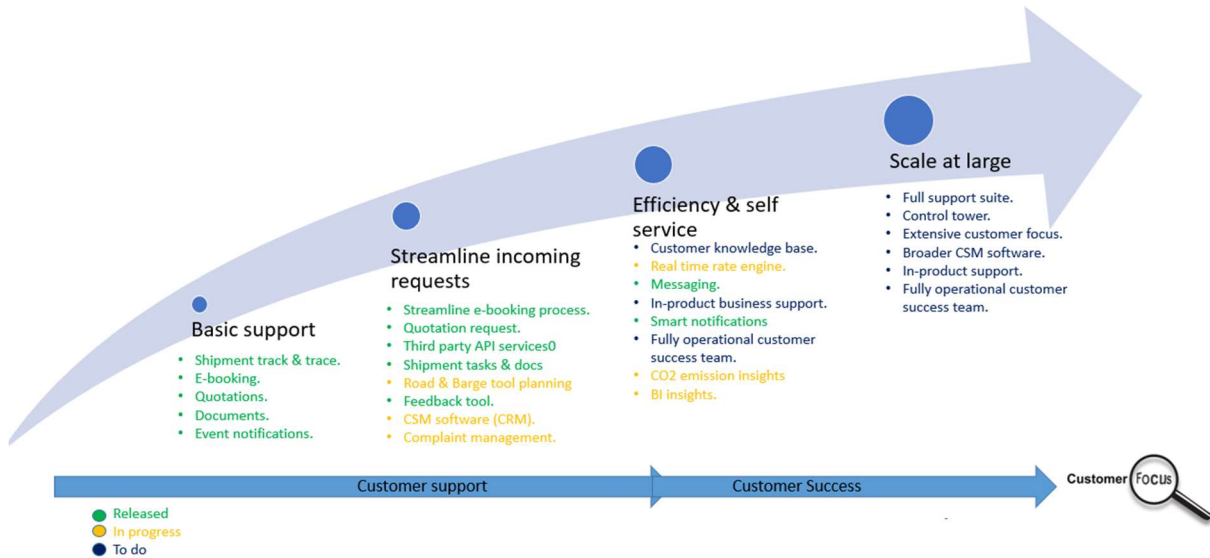 Basic support
• Shipment track & trace.
• E-booking.
• Quotations.
• Documents.
• Event notifications.
Streamline incoming
requests
• Streamline e-booking process.
• Quotation request.
• Third party API services0
• Shipment tasks & docs
• Road & Barge tool planning
• Feedback tool.
• CSM software (CRM).
• Complaint management.
Efficiency & self
service
• Customer knowledge base.
• Real time rate engine.
• Messaging.
• In-product business support.
• Smart notifications
• Fully operational customer
success team.
• CO2 emission insights
• BI insights.
Scale at large
• Full support suite.
• Control tower.
• Extensive customer focus.
• Broader CSM software.
• In-product support.
• Fully operational customer
success team.
Customer support
Customer Success
Customer Focus
Released
In progress
To do